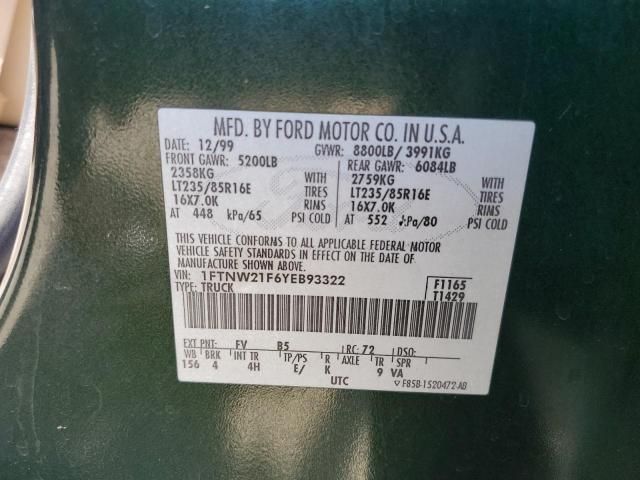 MFD. BY FORD MOTOR CO. IN U.S.A.
DATE: 12/99 GVWR: 8800LB/ 3991KG
FRONT GAWR: 5200LB REAR GAWR: 6084LB
2358KG 2759KG
LT235/85R16E TIRES LT235/85R16E TIRES
16X7.0K RIMS 16X7.0K RIMS
AT 448 kPa/65 PSI COLD AT 552 kPa/80 PSI COLD
THIS VEHICLE CONFORMS TO ALL APPLICABLE FEDERAL MOTOR
VEHICLE SAFETY STANDARDS IN EFFECT ON THE DATE OF
MANUFACTURE SHOWN ABOVE.
VIN: 1FTNW21F6YEB93322 F1165
TYPE: TRUCK T1429
EXT PNT: FV B5 RC: 72 DSO:
WB BRK INT TR TP/PS R AXLE TR SPR
156 4 4H E/ K 9 VA
UTC F85B-1520472-AB